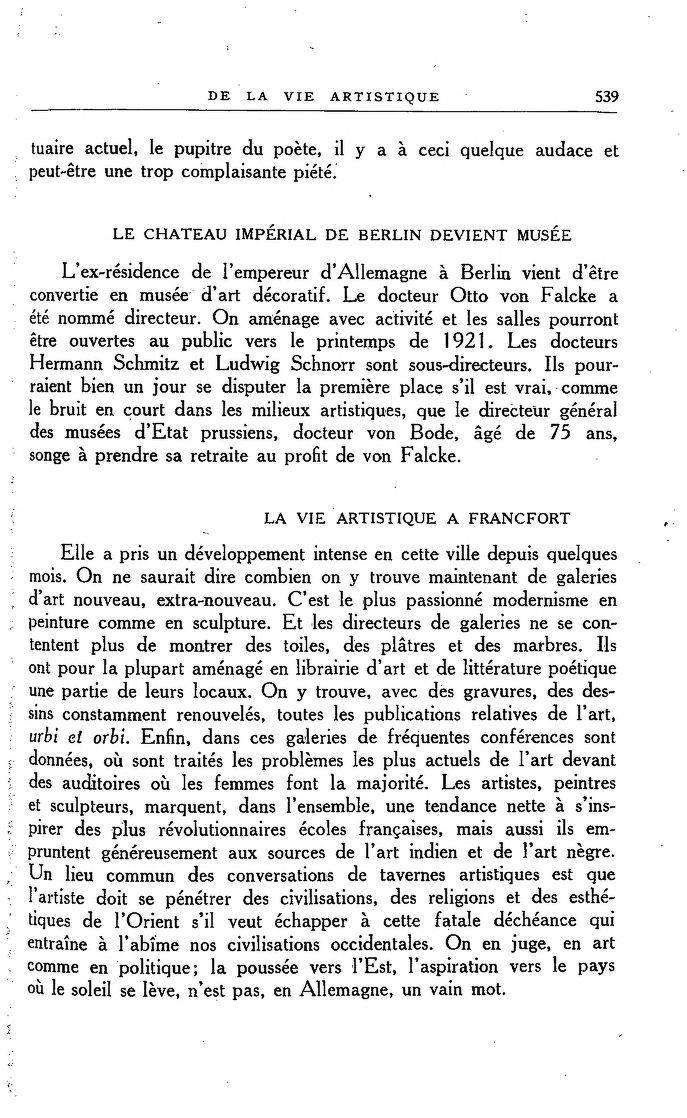 DE LA VIE ARTISTIQUE 539
tuaire actuel, le pupitre du poète, il y a à ceci quelque audace et
peut-être une trop complaisante piété.
LE CHATEAU IMPÉRIAL DE BERLIN DEVIENT MUSÉE
L'ex-résidence de l'empereur d'Allemagne à Berlin vient d'être
convertie en musée d'art décoratif. Le docteur Otto von Falcke a
été nommé directeur. On aménage avec activité et les salles pourront
être ouvertes au public vers le printemps de 1921. Les docteurs
Hermann Schmitz et Ludwig Schnorr sont sous-directeurs. Ils pour-
raient bien un jour se disputer la première place s'il est vrai, comme
le bruit en court dans les milieux artistiques, que le directeur général
des musées d'Etat prussiens, docteur von Bode, âgé de 75 ans,
songe à prendre sa retraite au profit de von Falcke.
LA VIE ARTISTIQUE A FRANCFORT
Elle a pris un développement intense en cette ville depuis quelques
mois. On ne saurait dire combien on y trouve maintenant de galeries
d'art nouveau, extra-nouveau. C'est le plus passionné modernisme en
peinture comme en sculpture. Et les directeurs de galeries ne se con-
tentent plus de montrer des toiles, des plâtres et des marbres. Ils
ont pour la plupart aménagé en librairie d'art et de littérature poétique
une partie de leurs locaux. On y trouve, avec des gravures, des des-
sins constamment renouvelés, toutes les publications relatives de l'art,
urbi et orbi. Enfin, dans ces galeries de fréquentes conférences sont
données, où sont traités les problèmes les plus actuels de l'art devant
des auditoires où les femmes font la majorité. Les artistes, peintres
et sculpteurs, marquent, dans l'ensemble, une tendance nette à s'ins-
pirer des plus révolutionnaires écoles françaises, mais aussi ils em-
pruntent généreusement aux sources de l'art indien et de l'art nègre.
Un lieu commun des conversations de tavernes artistiques est que
l'artiste doit se pénétrer des civilisations, des religions et des esthé-
tiques de l'Orient s'il veut échapper à cette fatale déchéance qui
entraîne à l'abîme nos civilisations occidentales. On en juge, en art
comme en politique; la poussée vers l'Est, l'aspiration vers le pays
où le soleil se lève, n'est pas, en Allemagne, un vain mot.